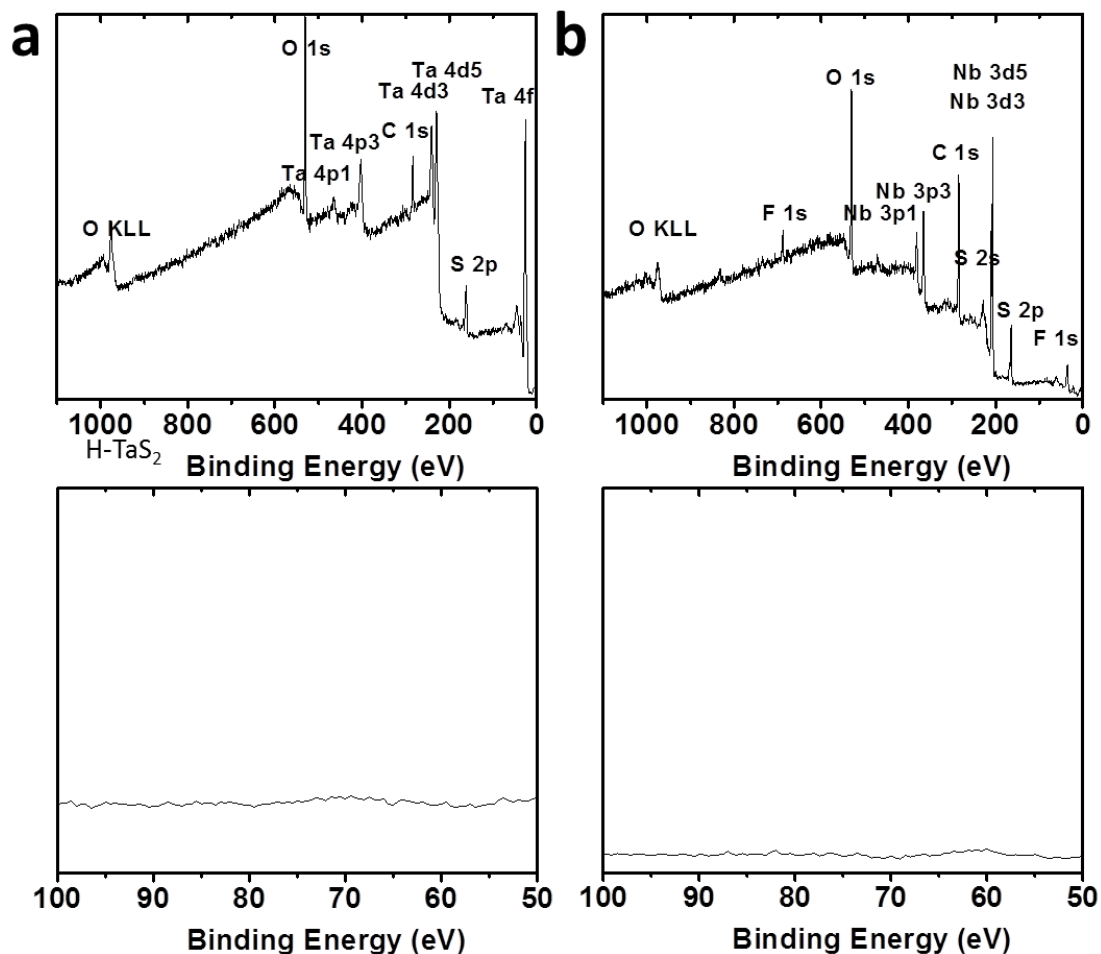 a
O 1s
Ta 4d5
Ta 4d3
Ta 4f
C 1s
Ta 4p3
Ta 4p1
O KLL
S 2p
1000 800 600 400 200 0
H-TaS₂
Binding Energy (eV)
b
Nb 3d5
O 1s
Nb 3d3
C 1s
Nb 3p3
F 1s
Nb 3p1
O KLL
S 2s
S 2p
F 1s
1000 800 600 400 200 0
Binding Energy (eV)
100 90 80 70 60 50
Binding Energy (eV)
100 90 80 70 60 50
Binding Energy (eV)